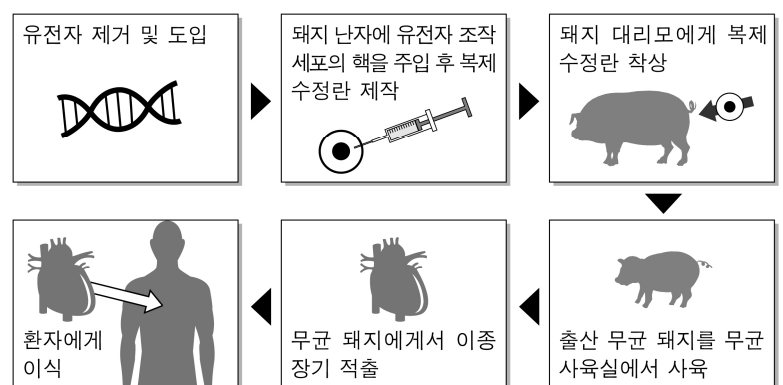 유전자 제거 및 도입
돼지 난자에 유전자 조작
세포의 핵을 주입 후 복제
수정란 제작
돼지 대리모에게 복제
수정란 착상
출산 무균 돼지를 무균
사육실에서 사육
무균 돼지에게서 이종
장기 적출
환자에게
이식